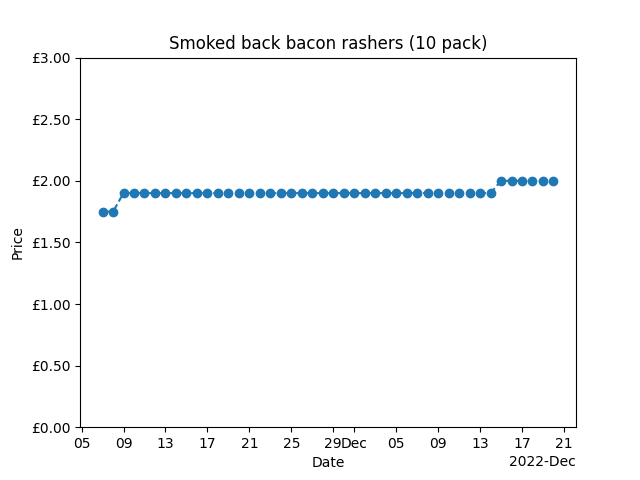 Smoked back bacon rashers (10 pack)
£3.00
£2.50
£2.00
£1.50
£1.00
£0.50
£0.00
Price
05 09 13 17 21 25 29 Dec 05 09 13 17 21
Date
2022-Dec